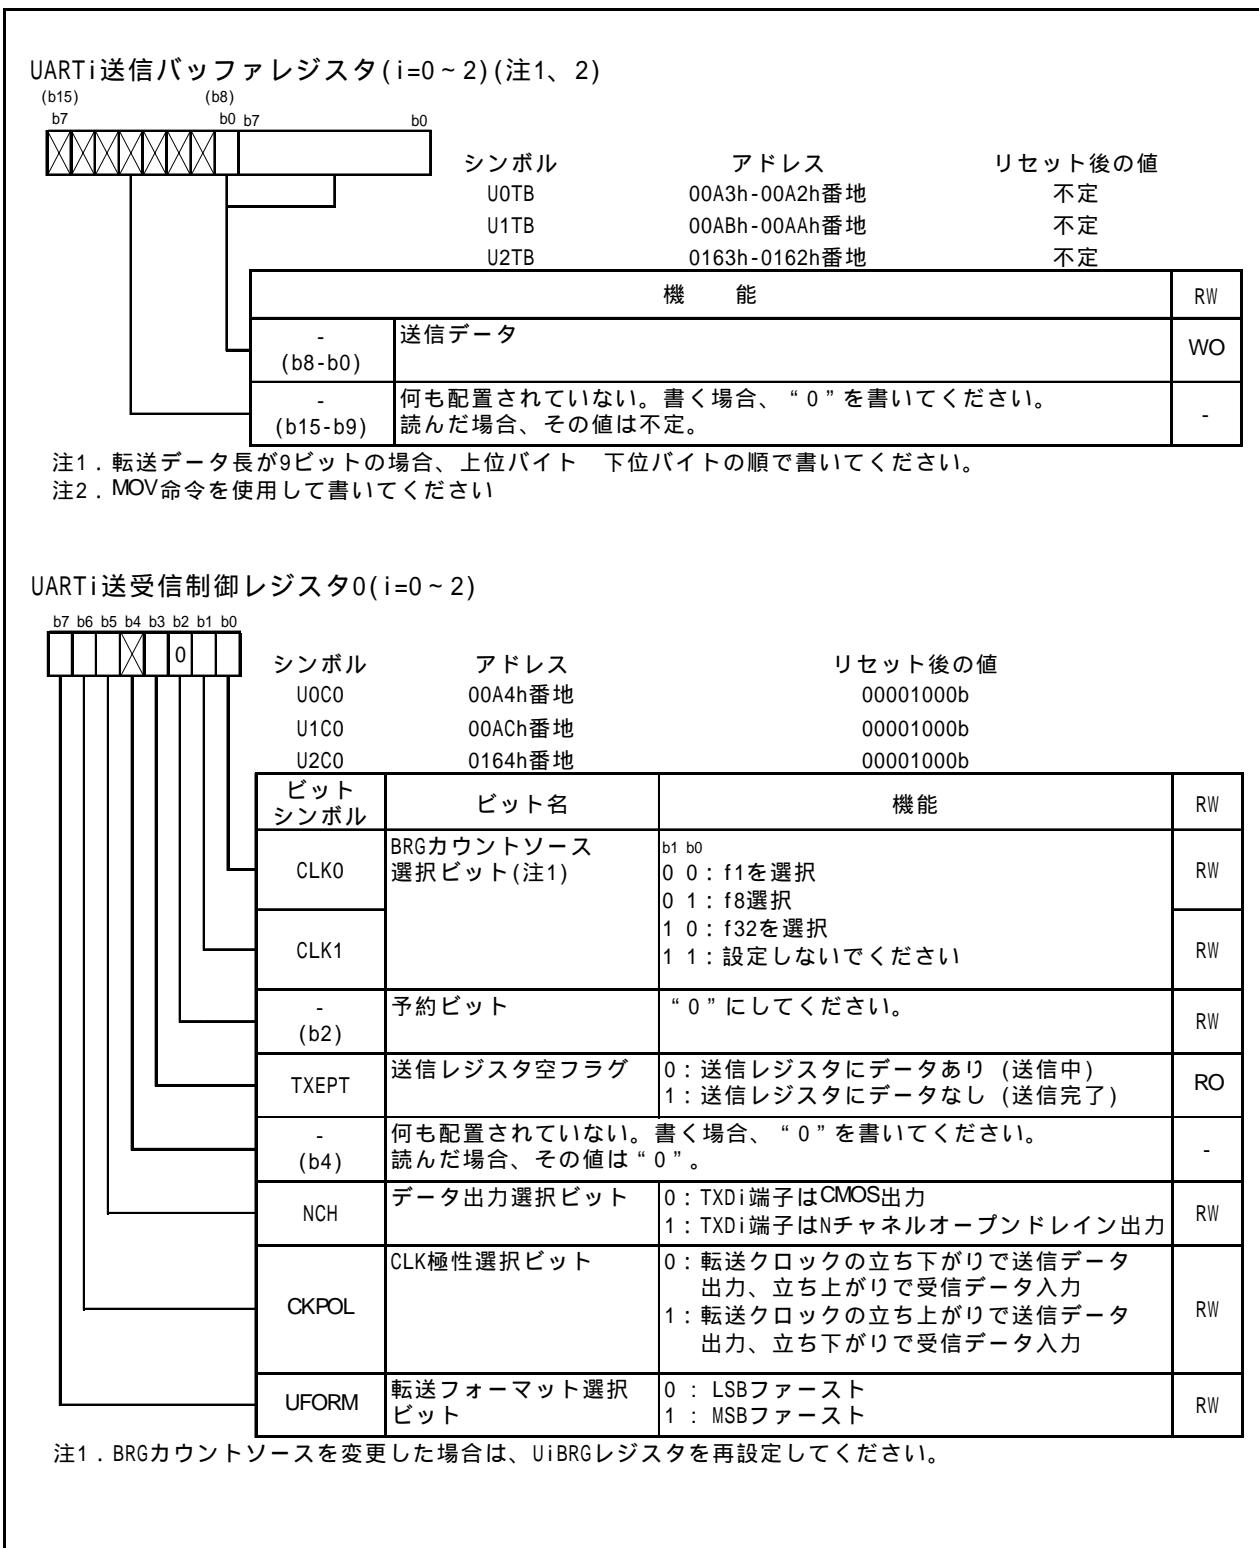 UARTi送信バッファレジスタ(i=0~2)(注1、2)
(b15) (b8)
b7 b0 b7 b0
シンボル アドレス リセット後の値
U0TB 00A3h-00A2h番地 不定
U1TB 00ABh-00AAh番地 不定
U2TB 0163h-0162h番地 不定
機 能 RW
-
(b8-b0)
送信データ
WO
-
(b15-b9)
何も配置されていない。書く場合、“0”を書いてください。
読んだ場合、その値は不定。
-
注1.転送データ長が9ビットの場合、上位バイト 下位バイトの順で書いてください。
注2.MOV命令を使用して書いてください
UARTi送受信制御レジスタ0(i=0~2)
b7 b6 b5 b4 b3 b2 b1 b0
0
シンボル アドレス リセット後の値
U0C0 00A4h番地 00001000b
U1C0 00ACh番地 00001000b
U2C0 0164h番地 00001000b
ビット
シンボル
ビット名 機能 RW
CLK0
BRGカウントソース
選択ビット(注1)
b1 b0
0 0:f1を選択
0 1:f8選択
1 0:f32を選択
1 1:設定しないでください
RW
CLK1
RW
-
(b2)
予約ビット
“0”にしてください。
RW
TXEPT
送信レジスタ空フラグ
0:送信レジスタにデータあり (送信中)
1:送信レジスタにデータなし (送信完了)
RO
-
(b4)
何も配置されていない。書く場合、“0”を書いてください。
読んだ場合、その値は“0”。
-
NCH
データ出力選択ビット
0:TXDi端子はCMOS出力
1:TXDi端子はNチャネルオープンドレイン出力
RW
CKPOL
CLK極性選択ビット
0:転送クロックの立ち下がりで送信データ
出力、立ち上がりで受信データ入力
1:転送クロックの立ち上がりで送信データ
出力、立ち下がりで受信データ入力
RW
UFORM
転送フォーマット選択
ビット
0 : LSBファースト
1 : MSBファースト
RW
注1.BRGカウントソースを変更した場合は、UiBRGレジスタを再設定してください。